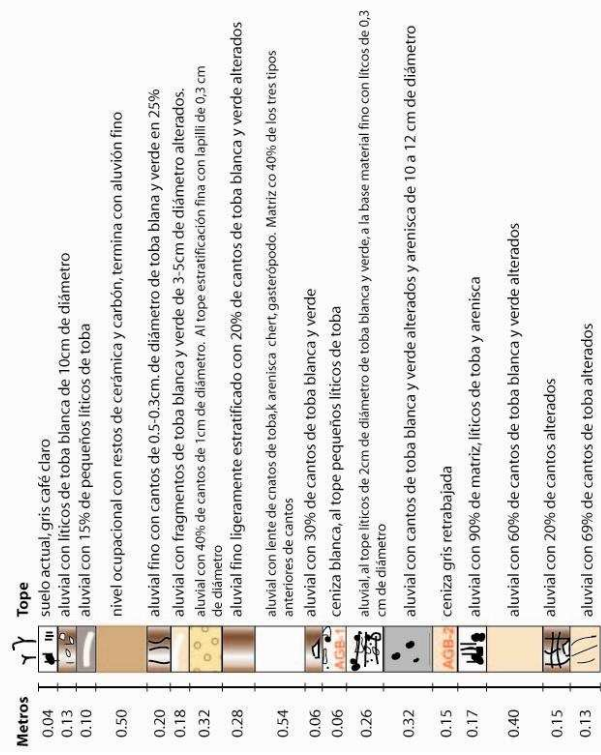 Metros
Tope
0.04 suelo actual, gris café claro
0.13 aluvial con líticos de toba blanca de 10cm de diámetro
0.10 aluvial con 15% de pequeños líticos de toba
0.50 nivel ocupacional con restos de cerámica y carbón, termina con aluvión fino
0.20 aluvial fino con cantos de 0.5-0.3cm. de diámetro de toba blana y verde en 25%
0.18 aluvial con fragmentos de toba blanca y verde de 3-5cm de diámetro alterados.
0.32 aluvial con 40% de cantos de 1cm de diámetro. Al tope estratificación fina con lapilli de 0,3 cm
de diámetro
0.28 aluvial fino ligeramente estratificado con 20% de cantos de toba blanca y verde alterados
0.54 aluvial con lente de cnatos de toba,k arenisca chert, gasterópodo. Matriz co 40% de los tres tipos
anteriores de cantos
0.06 aluvial con 30% de cantos de toba blanca y verde
0.06 AGB-1 ceniza blanca, al tope pequeños líticos de toba
0.26 aluvial, al tope líticos de 2cm de diámetro de toba blanca y verde, a la base material fino con lítcos de 0,3
cm de diámetro
0.32 aluvial con cantos de toba blanca y verde alterados y arenisca de 10 a 12 cm de diámetro
0.15 AGB-2 ceniza gris retrabajada
0.17 aluvial con 90% de matríz, líticos de toba y arenisca
0.40 aluvial con 60% de cantos de toba blanca y verde alterados
0.15 aluvial con 20% de cantos alterados
0.13 aluvial con 69% de cantos de toba alterados